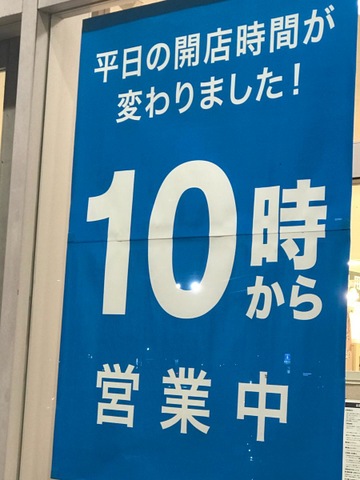 平日の開店時間が
変わりました!
10時から
営業中